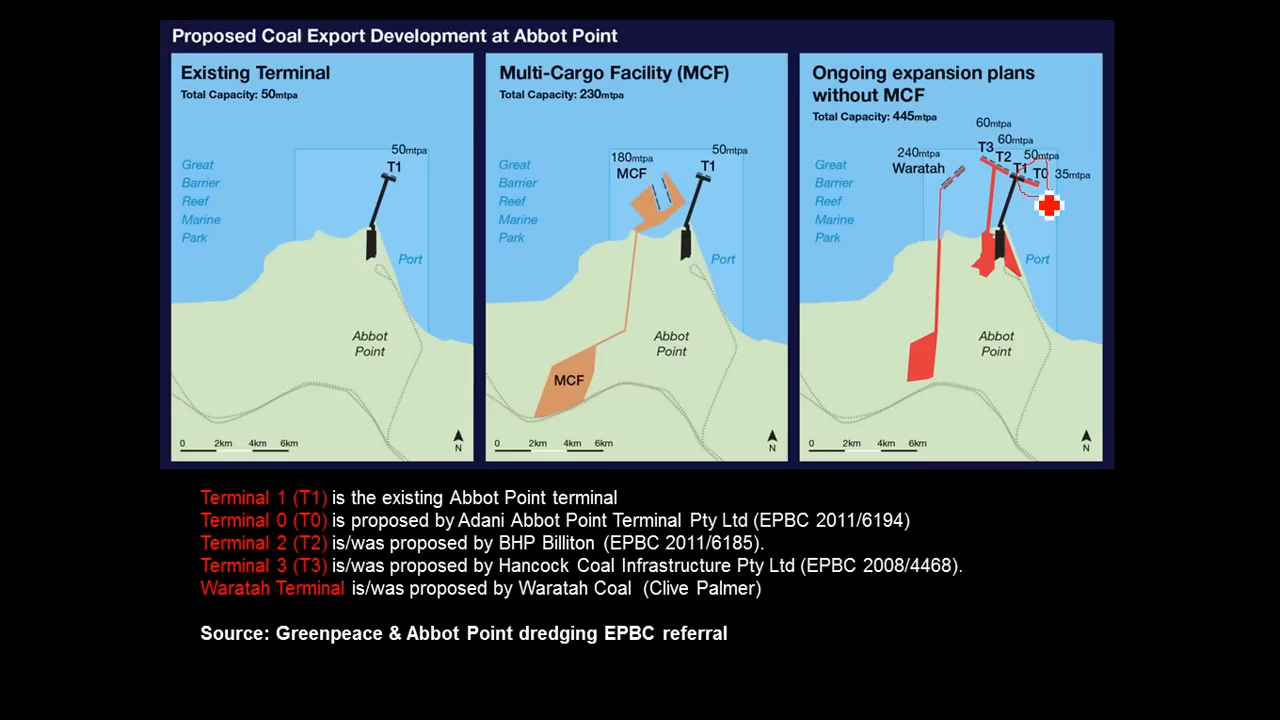 Proposed Coal Export Development at Abbot Point
Existing Terminal
Total Capacity: 50mtpa
50mtpa
T1
Great
Barrier
Reef
Marine
Park
Port
Abbot
Point
0 2km 4km 6km
N
Multi-Cargo Facility (MCF)
Total Capacity: 230mtpa
180mtpa
MCF
50mtpa
T1
Great
Barrier
Reef
Marine
Park
Port
Abbot
Point
MCF
0 2km 4km 6km
N
Ongoing expansion plans
without MCF
Total Capacity: 445mtpa
60mtpa
T3
60mtpa
T2
50mtpa
T1
T0 35mtpa
240mtpa
Waratah
Great
Barrier
Reef
Marine
Park
Port
Abbot
Point
0 2km 4km 6km
N
Terminal 1 (T1) is the existing Abbot Point terminal
Terminal 0 (T0) is proposed by Adani Abbot Point Terminal Pty Ltd (EPBC 2011/6194)
Terminal 2 (T2) is/was proposed by BHP Billiton (EPBC 2011/6185).
Terminal 3 (T3) is/was proposed by Hancock Coal Infrastructure Pty Ltd (EPBC 2008/4468).
Waratah Terminal is/was proposed by Waratah Coal (Clive Palmer)
Source: Greenpeace & Abbot Point dredging EPBC referral